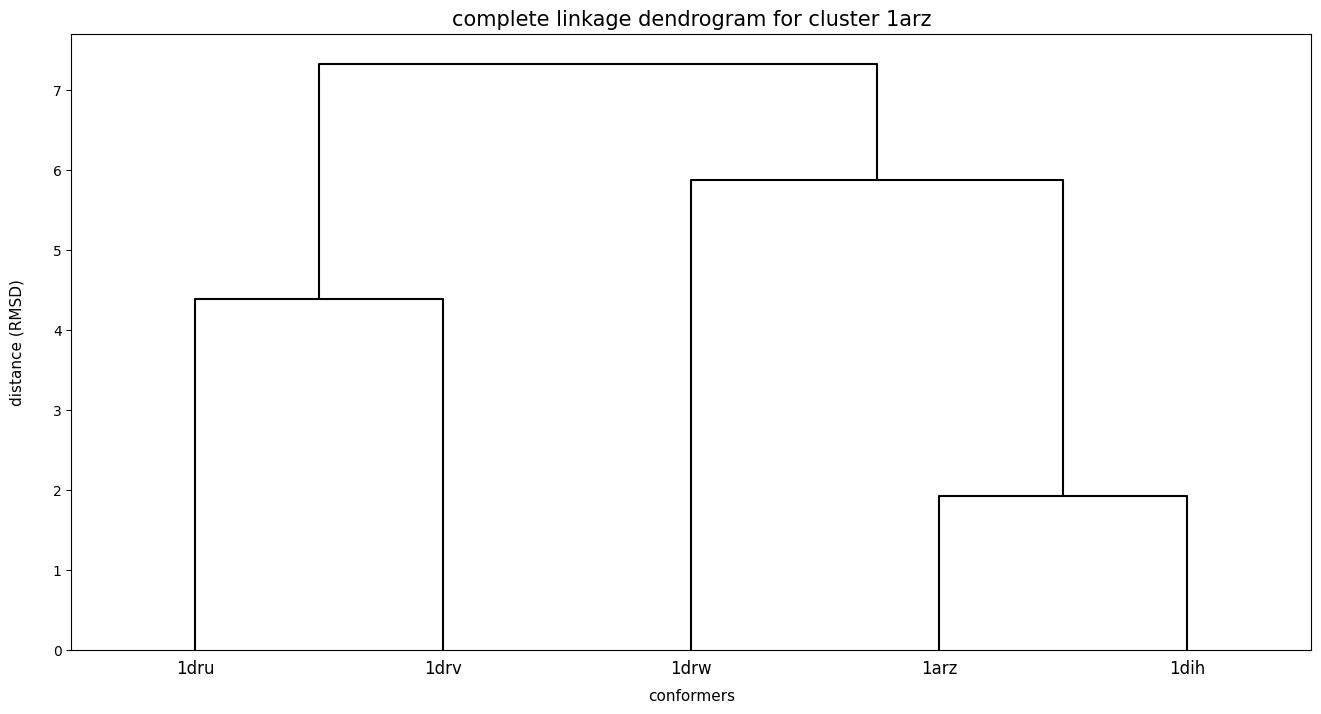 complete linkage dendrogram for cluster 1arz
7
6
5
4
3
2
1
0
distance (RMSD)
1dru 1drv 1drw 1arz 1dih
conformers